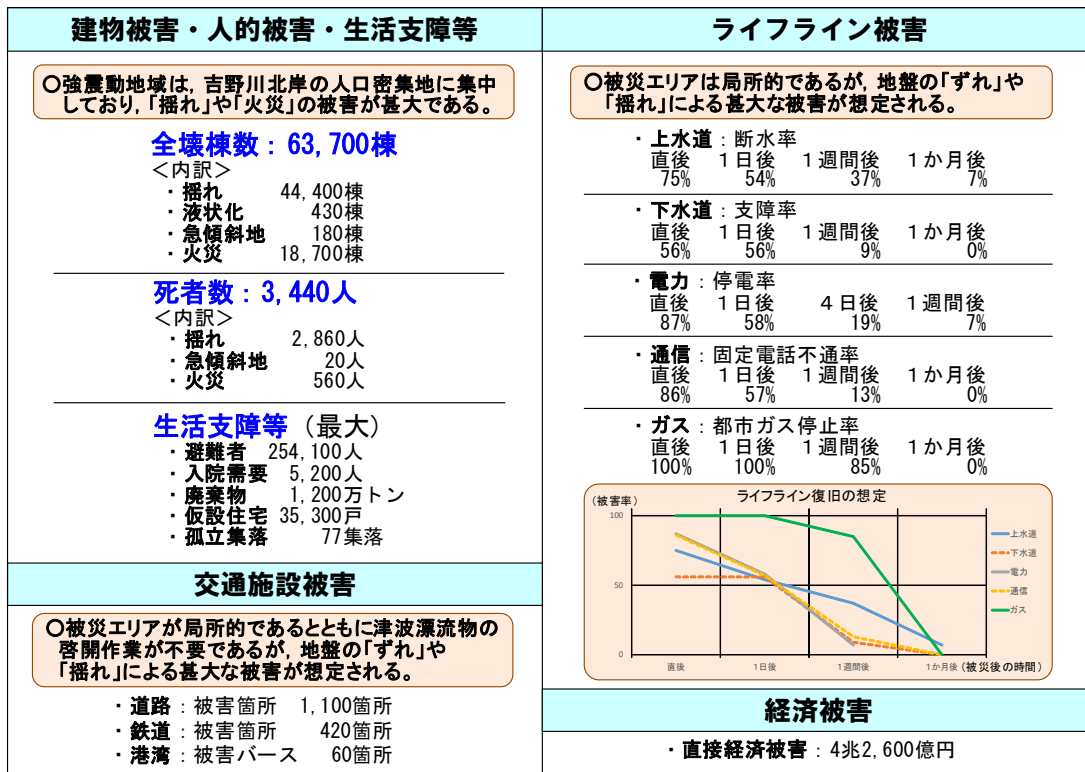 建物被害・人的被害・生活支障等
○強震動地域は，吉野川北岸の人口密集地に集中
しており，「揺れ」や「火災」の被害が甚大である。
全壊棟数：63,700棟
＜内訳＞
・揺れ 44,400棟
・液状化 430棟
・急傾斜地 180棟
・火災 18,700棟
死者数：3,440人
＜内訳＞
・揺れ 2,860人
・急傾斜地 20人
・火災 560人
生活支障等（最大）
・避難者 254,100人
・入院需要 5,200人
・廃棄物 1,200万トン
・仮設住宅 35,300戸
・孤立集落 77集落
交通施設被害
○被災エリアが局所的であるとともに津波漂流物の
啓開作業が不要であるが，地盤の「ずれ」や
「揺れ」による甚大な被害が想定される。
・道路：被害箇所 1,100箇所
・鉄道：被害箇所 420箇所
・港湾：被害バース 60箇所
ライフライン被害
○被災エリアは局所的であるが，地盤の「ずれ」や
「揺れ」による甚大な被害が想定される。
・上水道：断水率
直後 1日後 1週間後 1か月後
75% 54% 37% 7%
・下水道：支障率
直後 1日後 1週間後 1か月後
56% 56% 9% 0%
・電力：停電率
直後 1日後 4日後 1週間後
87% 58% 19% 7%
・通信：固定電話不通率
直後 1日後 1週間後 1か月後
86% 57% 13% 0%
・ガス：都市ガス停止率
直後 1日後 1週間後 1か月後
100% 100% 85% 0%
ライフライン復旧の想定
（被害率）
100
50
0
直後 1日後 1週間後 1か月後 （被災後の時間）
上水道
下水道
電力
通信
ガス
経済被害
・直接経済被害：4兆2,600億円